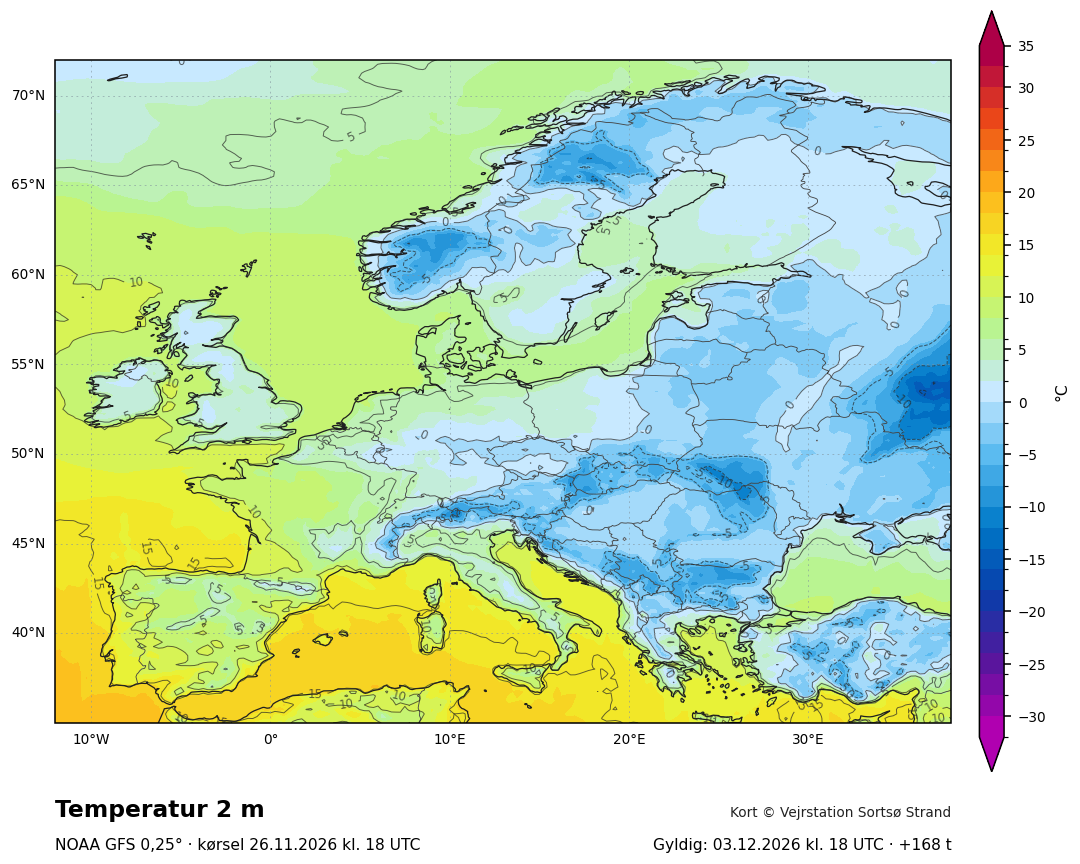 70°N
65°N
60°N
55°N
50°N
45°N
40°N
10°W
0°
10°E
20°E
30°E
35
30
25
20
15
10
5
0
−5
−10
−15
−20
−25
−30
°C
Temperatur 2 m
Kort © Vejrstation Sortsø Strand
NOAA GFS 0,25° · kørsel 26.11.2026 kl. 18 UTC
Gyldig: 03.12.2026 kl. 18 UTC · +168 t